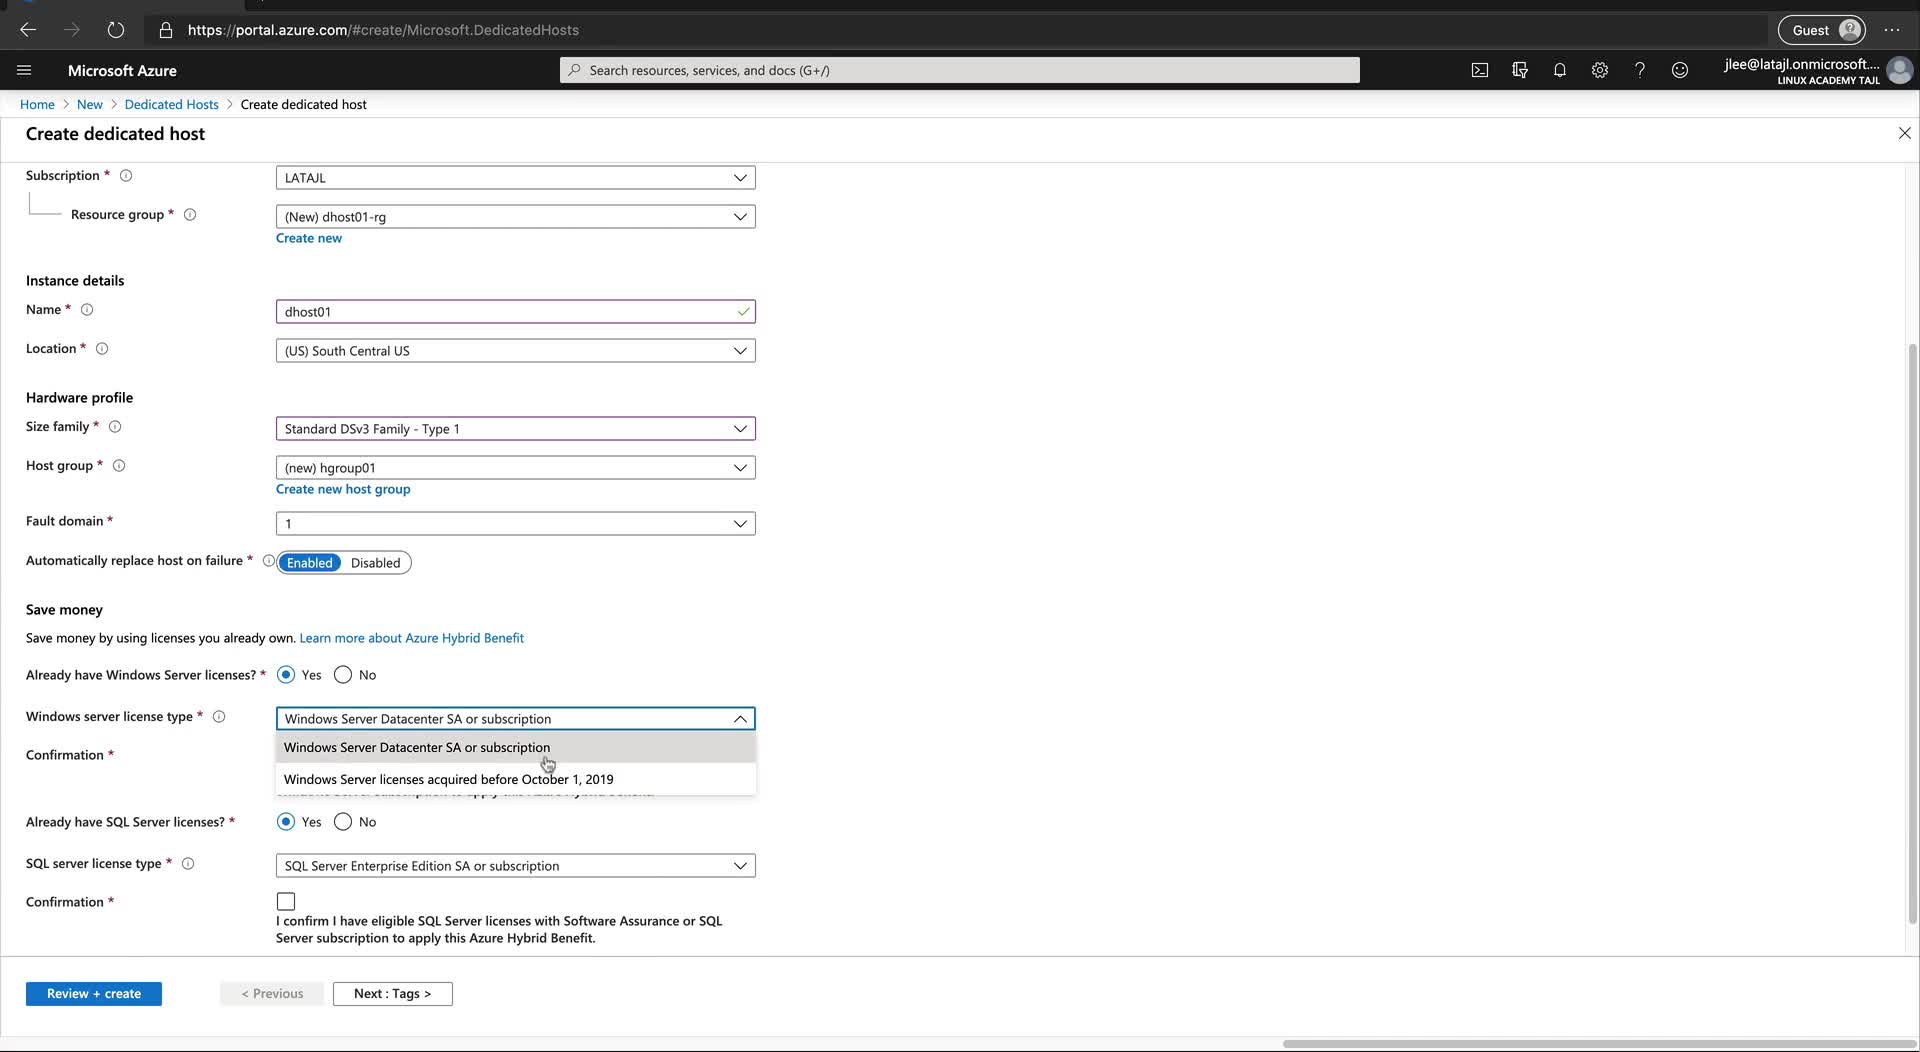 https://portal.azure.com/#create/Microsoft.DedicatedHosts
Guest
Microsoft Azure
Search resources, services, and docs (G+/)
jlee@latajl.onmicrosoft....
LINUX ACADEMY TAJL
Home > New > Dedicated Hosts > Create dedicated host
Create dedicated host
Subscription *
LATAJL
Resource group *
(New) dhost01-rg
Create new
Instance details
Name *
dhost01
Location *
(US) South Central US
Hardware profile
Size family *
Standard DSv3 Family - Type 1
Host group *
(new) hgroup01
Create new host group
Fault domain *
1
Automatically replace host on failure *
Enabled Disabled
Save money
Save money by using licenses you already own. Learn more about Azure Hybrid Benefit
Already have Windows Server licenses? * Yes No
Windows server license type *
Windows Server Datacenter SA or subscription
Windows Server Datacenter SA or subscription
Confirmation *
Windows Server licenses acquired before October 1, 2019
Already have SQL Server licenses? * Yes No
SQL server license type *
SQL Server Enterprise Edition SA or subscription
Confirmation *
I confirm I have eligible SQL Server licenses with Software Assurance or SQL
Server subscription to apply this Azure Hybrid Benefit.
Review + create
< Previous
Next : Tags >